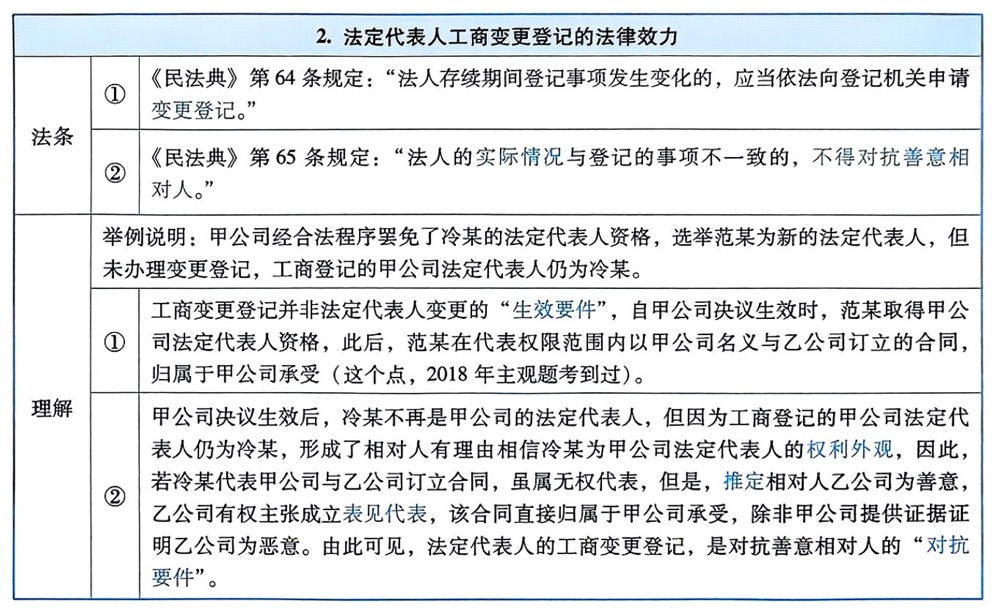 2. 法定代表人工商变更登记的法律效力
法条
①
《民法典》第 64 条规定：“法人存续期间登记事项发生变化的，应当依法向登记机关申请
变更登记。”
②
《民法典》第 65 条规定：“法人的实际情况与登记的事项不一致的，不得对抗善意相
对人。”
理解
举例说明：甲公司经合法程序罢免了冷某的法定代表人资格，选举范某为新的法定代表人，但
未办理变更登记，工商登记的甲公司法定代表人仍为冷某。
①
工商变更登记并非法定代表人变更的“生效要件”，自甲公司决议生效时，范某取得甲公
司法定代表人资格，此后，范某在代表权限范围内以甲公司名义与乙公司订立的合同，
归属于甲公司承受（这个点，2018 年主观题考到过）。
②
甲公司决议生效后，冷某不再是甲公司的法定代表人，但因为工商登记的甲公司法定代
表人仍为冷某，形成了相对人有理由相信冷某为甲公司法定代表人的权利外观，因此，
若冷某代表甲公司与乙公司订立合同，虽属无权代表，但是，推定相对人乙公司为善意，
乙公司有权主张成立表见代表，该合同直接归属于甲公司承受，除非甲公司提供证据证
明乙公司为恶意。由此可见，法定代表人的工商变更登记，是对抗善意相对人的“对抗
要件”。